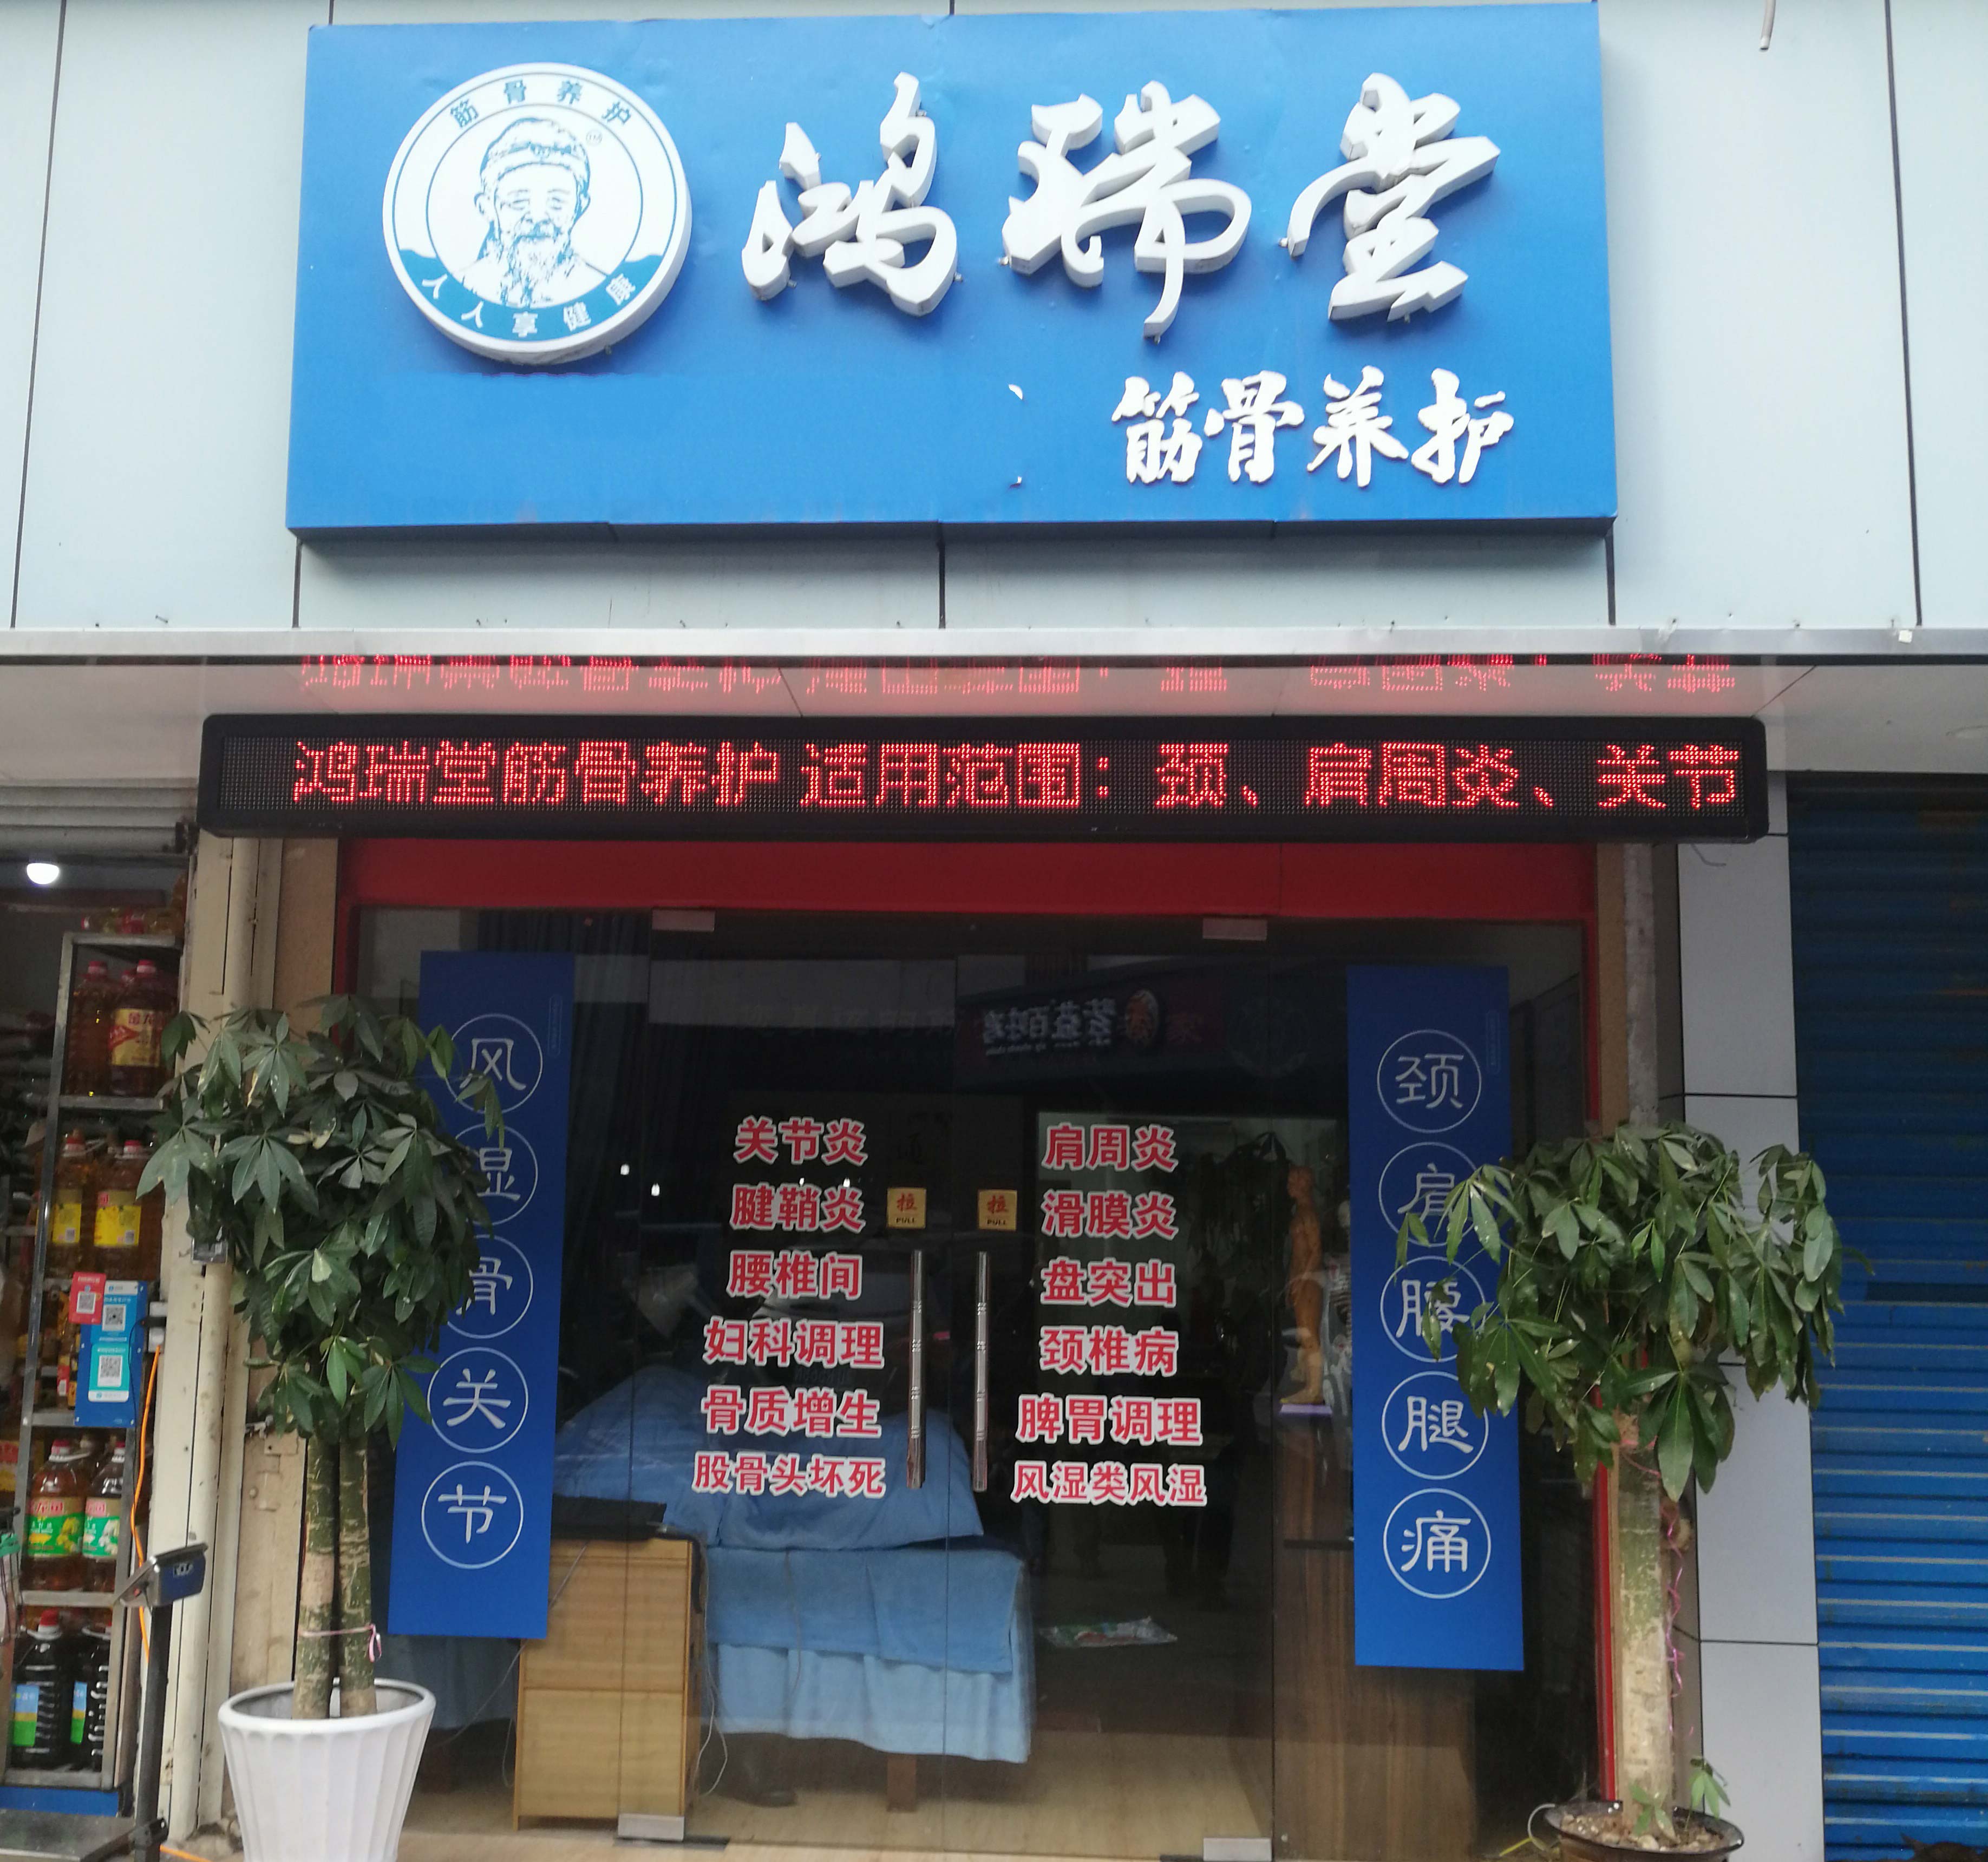 筋骨养护
人人享健康
鸿瑞堂
筋骨养护
鸿瑞堂筋骨养护 适用范围：颈、肩周炎、关节
风湿骨关节
关节炎
腱鞘炎
腰椎间
妇科调理
骨质增生
股骨头坏死
拉
PULL
拉
PULL
肩周炎
滑膜炎
盘突出
颈椎病
脾胃调理
风湿类风湿
颈肩腰腿痛